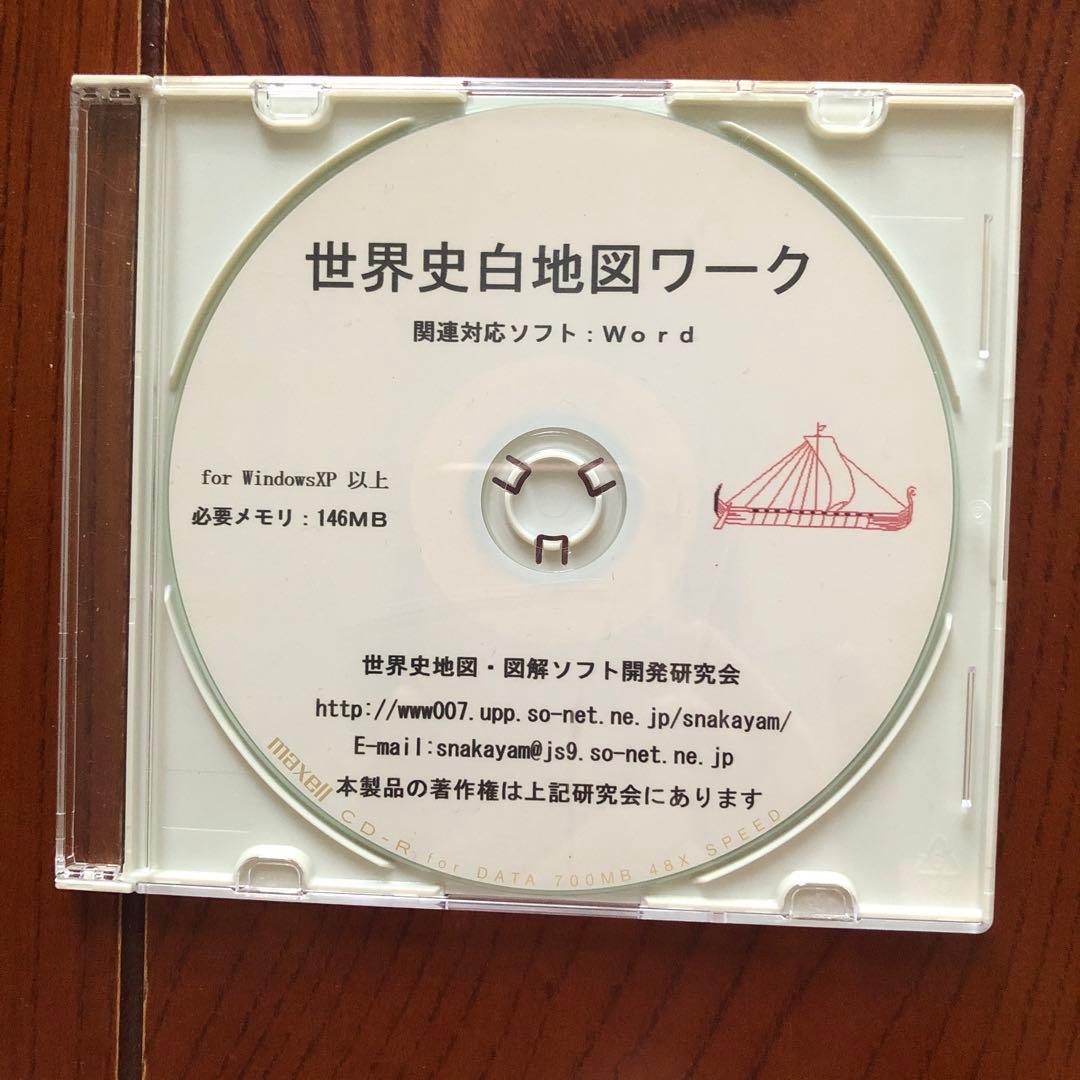 世界史白地図ワーク
関連対応ソフト：Word
for WindowsXP 以上
必要メモリ：146MB
世界史地図・図解ソフト開発研究会
http://www007.upp.so-net.ne.jp/snakayam/
E-mail:snakayam@js9.so-net.ne.jp
本製品の著作権は上記研究会にあります
maxell CD-R for DATA 700MB 48X SPEED